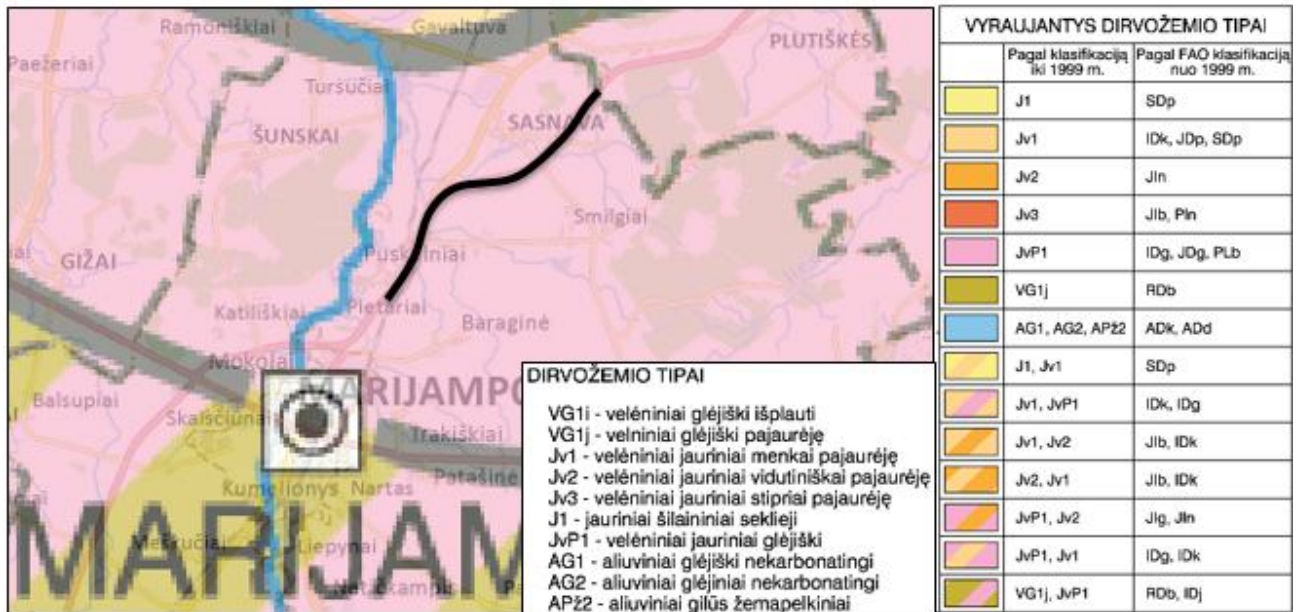 Ramoniškiai
Gavaltuva
PLUTIŠKĖS
Paežeriai
Tursučiai
SASNAVA
ŠUNSKAI
Smilgiai
Puskelniai
GIŽAI
Katiliškiai
Pietariai
Baraginė
Mokolai
MARIJAMPO
Balsupiai
Skaisčiūnai
Trakiškiai
Patašinė
Kumelionys
Nartas
MARIJAM
Meškučiai
Liepynai
DIRVOŽEMIO TIPAI
VG1i - velėniniai glėjiški išplauti
VG1j - velniniai glėjiški pajaurėję
Jv1 - velėniniai jauriniai menkai pajaurėję
Jv2 - velėniniai jauriniai vidutiniškai pajaurėję
Jv3 - velėniniai jauriniai stipriai pajaurėję
J1 - jauriniai šilaininiai seklieji
JvP1 - velėniniai jauriniai glėjiški
AG1 - aliuviniai glėjiški nekarbonatingi
AG2 - aliuviniai glėjiniai nekarbonatingi
APž2 - aliuviniai gilūs žemapelkiniai
VYRAUJANTYS DIRVOŽEMIO TIPAI
Pagal klasifikaciją iki 1999 m.
Pagal FAO klasifikaciją nuo 1999 m.
J1 SDp
Jv1 IDk, JDp, SDp
Jv2 JIn
Jv3 JIb, PIn
JvP1 IDg, JDg, PLb
VG1j RDb
AG1, AG2, APž2 ADk, ADd
J1, Jv1 SDp
Jv1, JvP1 IDk, IDg
Jv1, Jv2 JIb, IDk
Jv2, Jv1 JIb, IDk
JvP1, Jv2 JIg, JIn
JvP1, Jv1 IDg, IDk
VG1j, JvP1 RDb, IDj